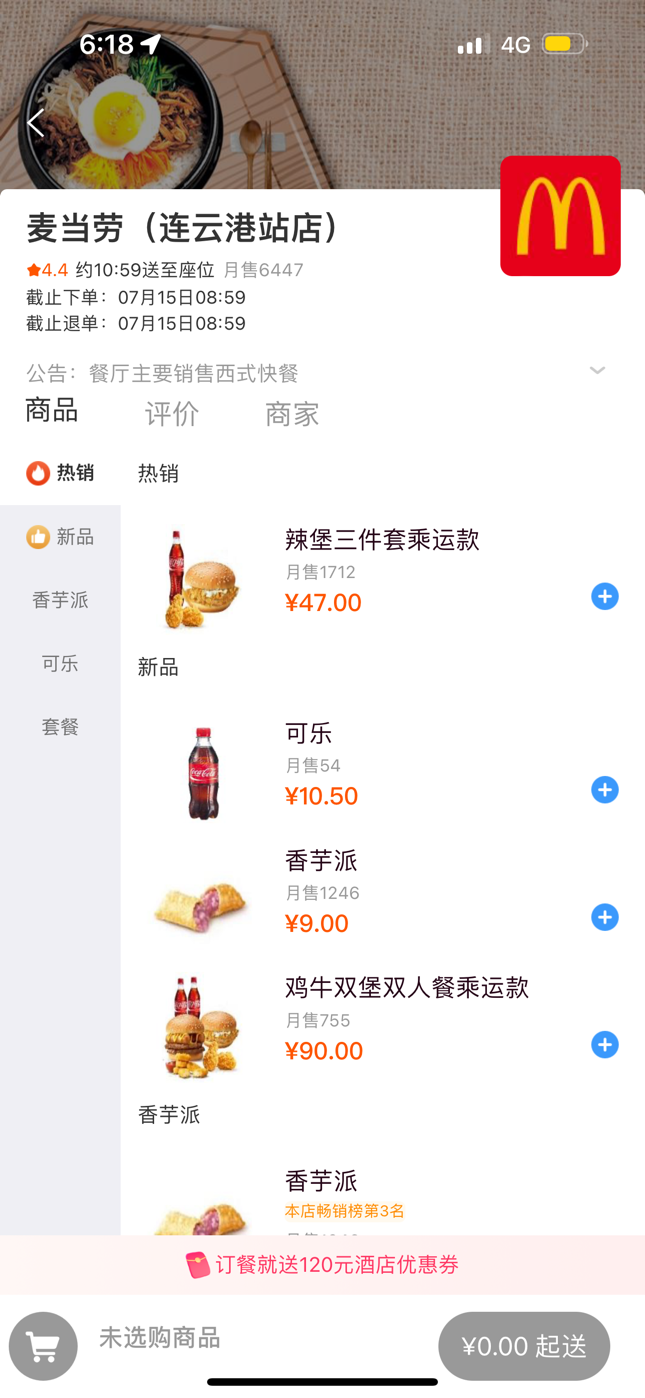 6:18
4G
麦当劳（连云港站店）
4.4 约10:59送至座位 月售6447
截止下单：07月15日08:59
截止退单：07月15日08:59
公告：餐厅主要销售西式快餐
商品 评价 商家
热销
新品
香芋派
可乐
套餐
热销
辣堡三件套乘运款
月售1712
¥47.00
新品
可乐
月售54
¥10.50
香芋派
月售1246
¥9.00
鸡牛双堡双人餐乘运款
月售755
¥90.00
香芋派
香芋派
本店畅销榜第3名
订餐就送120元酒店优惠券
未选购商品
¥0.00 起送